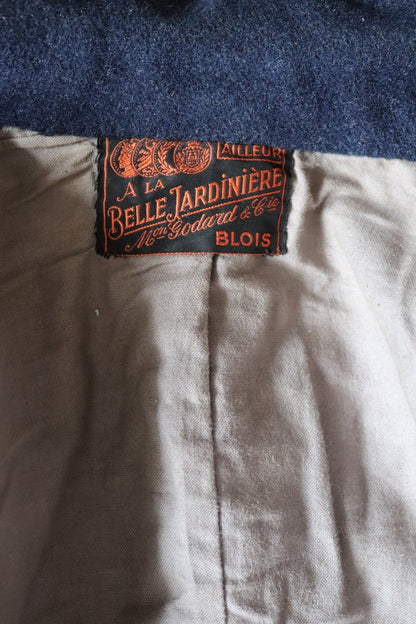 AILLEUR
A LA
BELLE JARDINIÈRE
Mon Godard & Cie
BLOIS